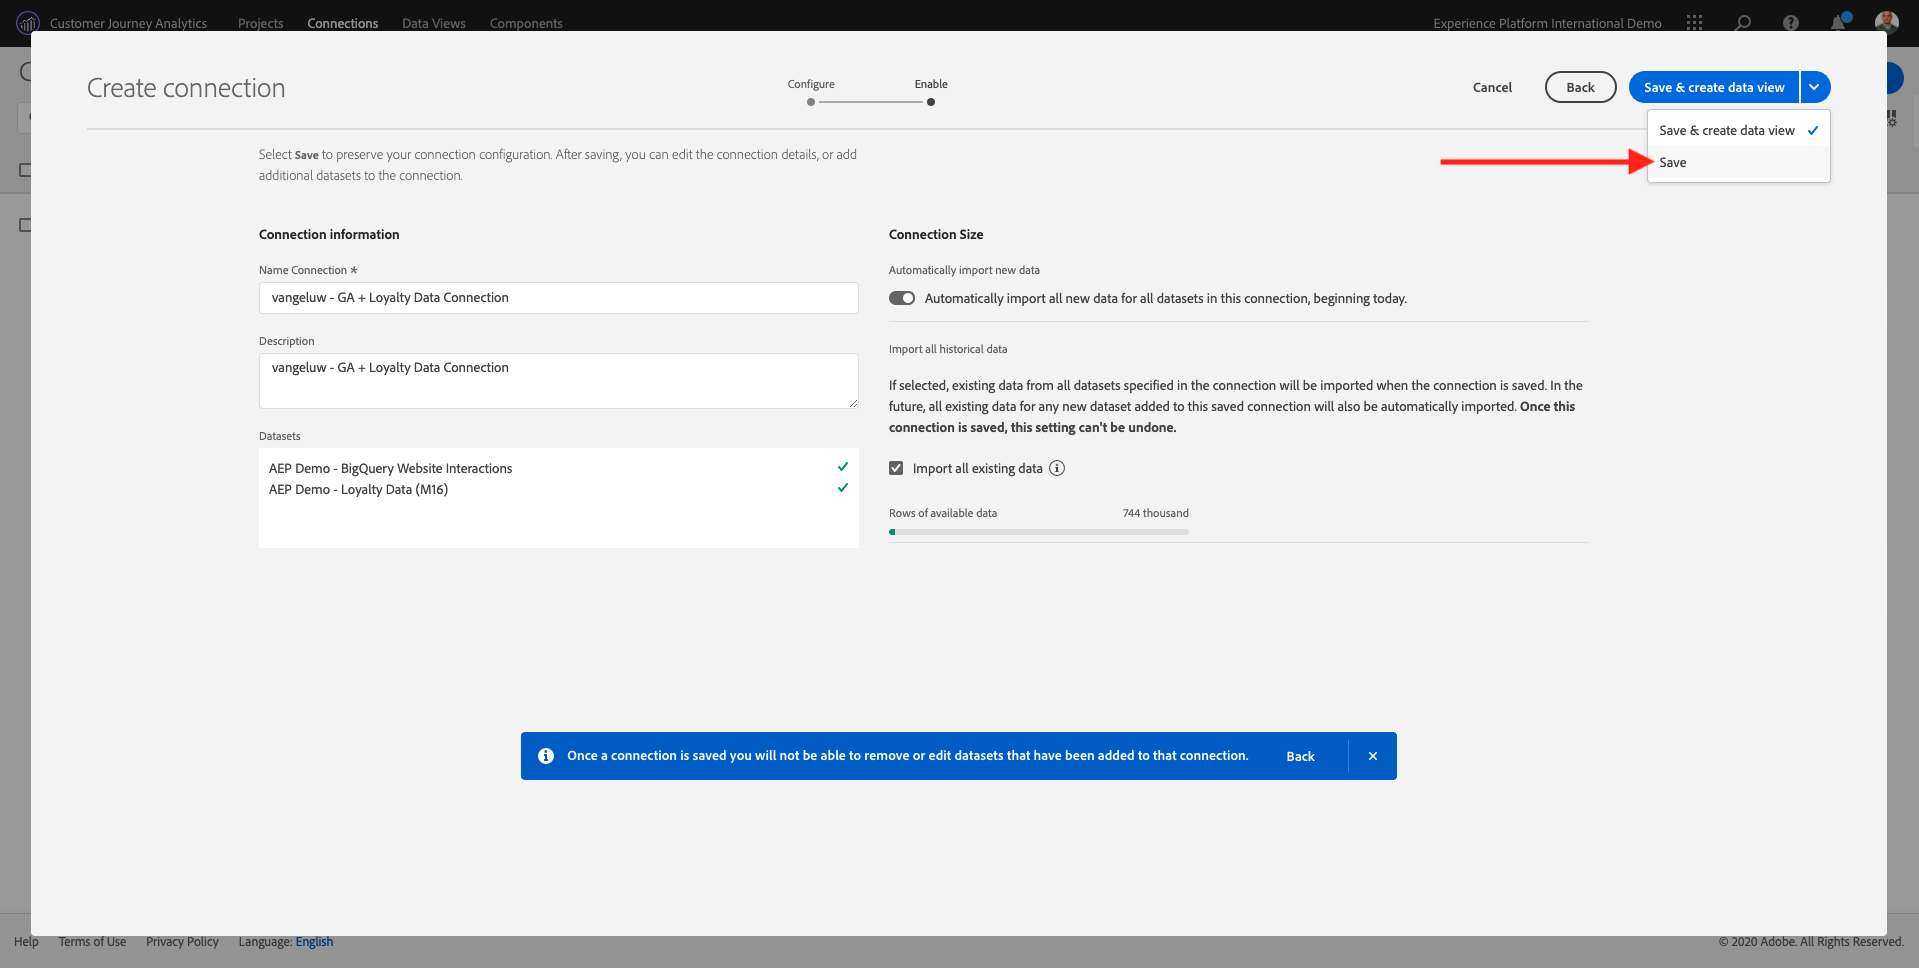 Customer Journey Analytics
Projects
Connections
Data Views
Components
Experience Platform International Demo
Create connection
Configure
Enable
Cancel
Back
Save & create data view
Save & create data view
Save
Select Save to preserve your connection configuration. After saving, you can edit the connection details, or add
additional datasets to the connection.
Connection information
Name Connection *
vangeluw - GA + Loyalty Data Connection
Description
vangeluw - GA + Loyalty Data Connection
Datasets
AEP Demo - BigQuery Website Interactions
AEP Demo - Loyalty Data (M16)
Connection Size
Automatically import new data
Automatically import all new data for all datasets in this connection, beginning today.
Import all historical data
If selected, existing data from all datasets specified in the connection will be imported when the connection is saved. In the
future, all existing data for any new dataset added to this saved connection will also be automatically imported. Once this
connection is saved, this setting can't be undone.
Import all existing data
Rows of available data
744 thousand
Once a connection is saved you will not be able to remove or edit datasets that have been added to that connection.
Back
Help
Terms of Use
Privacy Policy
Language: English
© 2020 Adobe. All Rights Reserved.